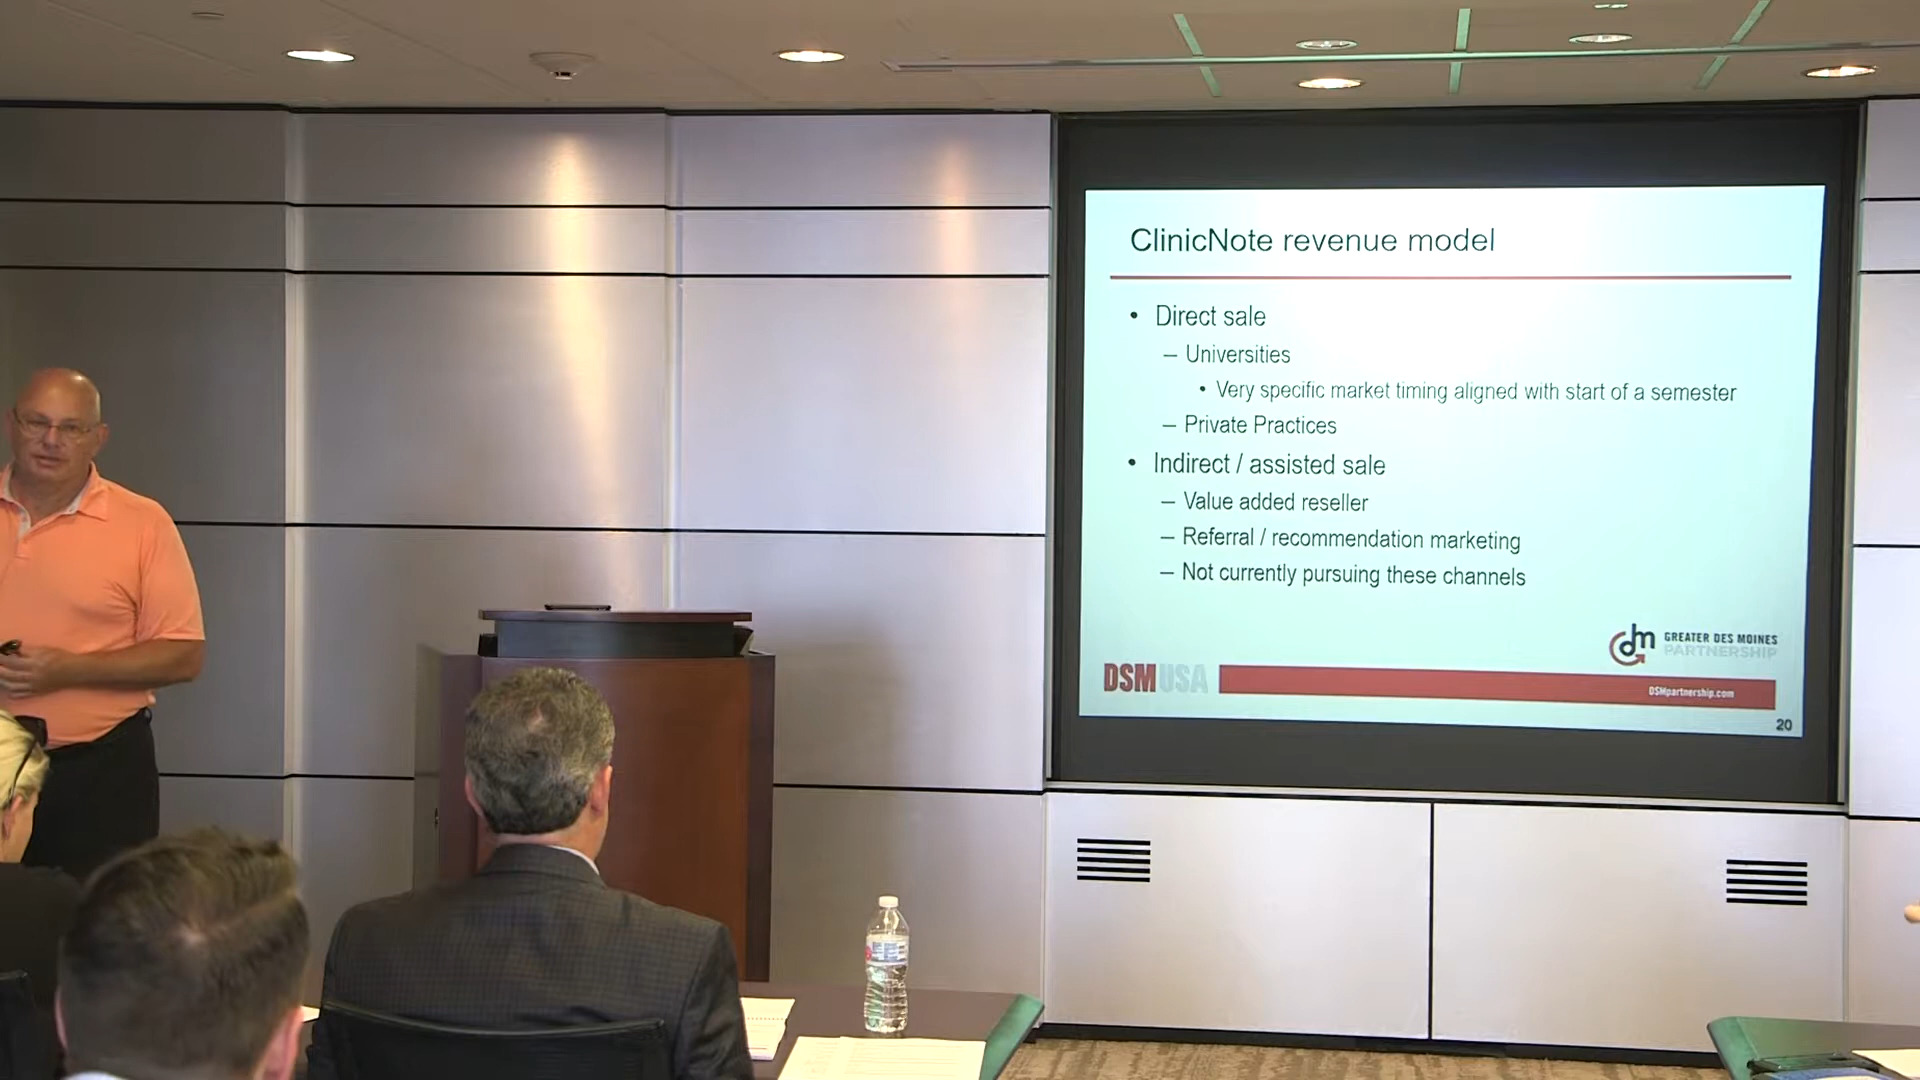 ClinicNote revenue model
• Direct sale
– Universities
• Very specific market timing aligned with start of a semester
– Private Practices
• Indirect / assisted sale
– Value added reseller
– Referral / recommendation marketing
– Not currently pursuing these channels
dm
GREATER DES MOINES
PARTNERSHIP
DSMUSA
DSMpartnership.com
20